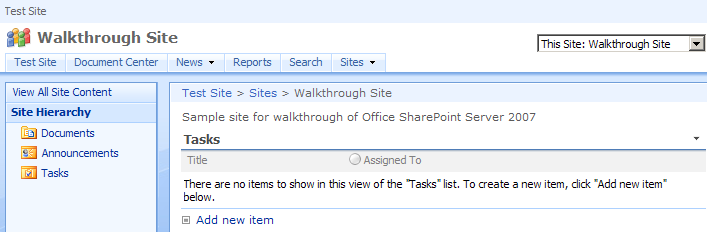 Test Site
Walkthrough Site
This Site: Walkthrough Site
Test Site Document Center News Reports Search Sites
View All Site Content
Site Hierarchy
Documents
Announcements
Tasks
Test Site > Sites > Walkthrough Site
Sample site for walkthrough of Office SharePoint Server 2007
Tasks
Title Assigned To
There are no items to show in this view of the "Tasks" list. To create a new item, click "Add new item"
below.
Add new item